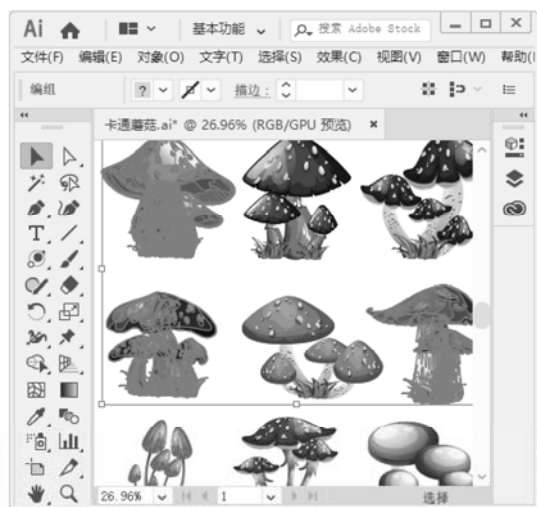 Ai 基本功能 搜索 Adobe Stock
文件(F) 编辑(E) 对象(O) 文字(T) 选择(S) 效果(C) 视图(V) 窗口(W) 帮助(
编组 ? 描边:
卡通蘑菇.ai* @ 26.96% (RGB/GPU 预览) ×
26.96% 1 选择